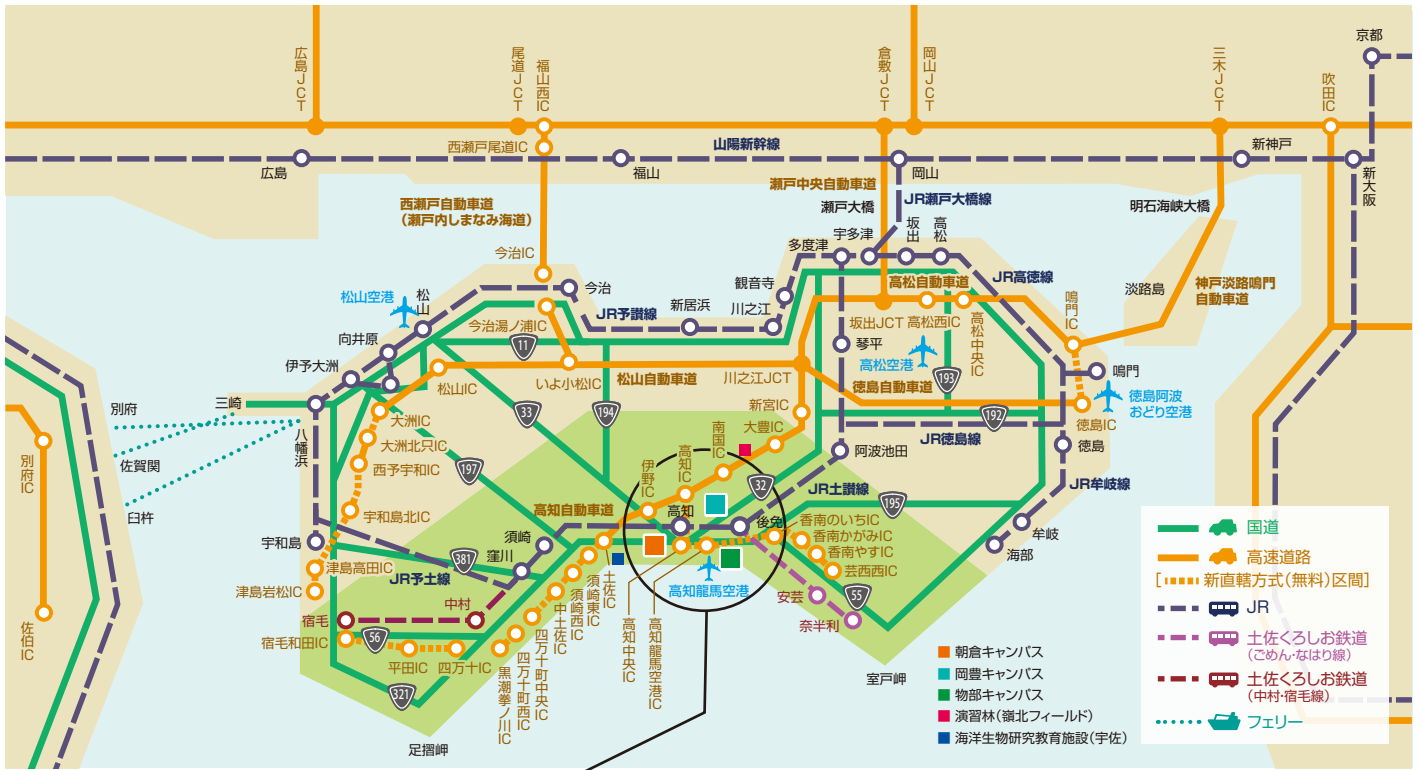 京都
広島JCT
尾道JCT
福山西IC
倉敷JCT
岡山JCT
三木JCT
吹田IC
西瀬戸尾道IC
山陽新幹線
広島
福山
岡山
新神戸
新大阪
西瀬戸自動車道
(瀬戸内しまなみ海道)
瀬戸中央自動車道
瀬戸大橋
JR瀬戸大橋線
明石海峡大橋
今治IC
多度津
宇多津
坂出
高松
JR高徳線
松山空港
松山
今治
観音寺
高松自動車道
淡路島
神戸淡路鳴門
自動車道
鳴門IC
JR予讃線
新居浜
川之江
向井原
今治湯ノ浦IC
坂出JCT
高松西IC
高松中央IC
11
琴平
高松空港
伊予大洲
松山IC
いよ小松IC
松山自動車道
川之江JCT
徳島自動車道
193
鳴門
徳島阿波
おどり空港
三崎
別府
大洲IC
33
194
新宮IC
192
徳島IC
八幡浜
大洲北只IC
南国IC
大豊IC
JR徳島線
徳島
佐賀関
西予宇和IC
197
伊野IC
高知IC
阿波池田
別府IC
臼杵
宇和島北IC
高知自動車道
32
JR土讃線
195
JR牟岐線
宇和島
須崎
高知
後免
香南のいちIC
香南かがみIC
香南やすIC
芸西西IC
牟岐
海部
津島高田IC
JR予土線
381
窪川
土佐IC
須崎東IC
須崎西IC
中土佐IC
高知龍馬空港
安芸
55
奈半利
津島岩松IC
宿毛
中村
佐伯IC
宿毛和田IC
56
平田IC
四万十IC
四万十町中央IC
四万十町西IC
黒潮拳ノ川IC
高知中央IC
高知龍馬空港IC
321
足摺岬
室戸岬
朝倉キャンパス
岡豊キャンパス
物部キャンパス
演習林(嶺北フィールド)
海洋生物研究教育施設(宇佐)
国道
高速道路
[新直轄方式(無料)区間]
JR
土佐くろしお鉄道
(ごめん・なはり線)
土佐くろしお鉄道
(中村・宿毛線)
フェリー